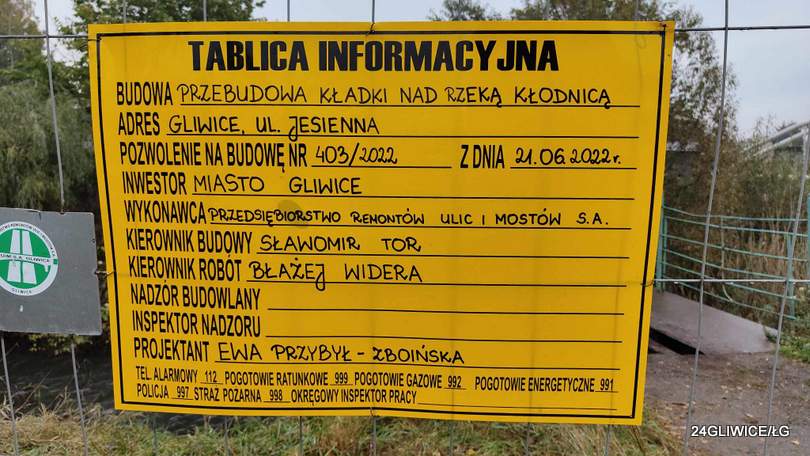 TABLICA INFORMACYJNA
BUDOWA PRZEBUDOWA KŁADKI NAD RZEKĄ KŁODNICĄ
ADRES GLIWICE, UL. JESIENNA
POZWOLENIE NA BUDOWĘ NR 403/2022 Z DNIA 21.06.2022r.
INWESTOR MIASTO GLIWICE
WYKONAWCA PRZEDSIĘBIORSTWO REMONTÓW ULIC I MOSTÓW S.A.
KIEROWNIK BUDOWY SŁAWOMIR TOR
KIEROWNIK ROBÓT BŁAŻEJ WIDERA
NADZÓR BUDOWLANY
INSPEKTOR NADZORU
PROJEKTANT EWA PRZYBYŁ - ZBOIŃSKA
TEL. ALARMOWY 112 POGOTOWIE RATUNKOWE 999 POGOTOWIE GAZOWE 992 POGOTOWIE ENERGETYCZNE 991
POLICJA 997 STRAŻ POŻARNA 998 OKRĘGOWY INSPEKTOR PRACY
S.A. GLIWICE
GLIWICE
24GLIWICE/ŁG